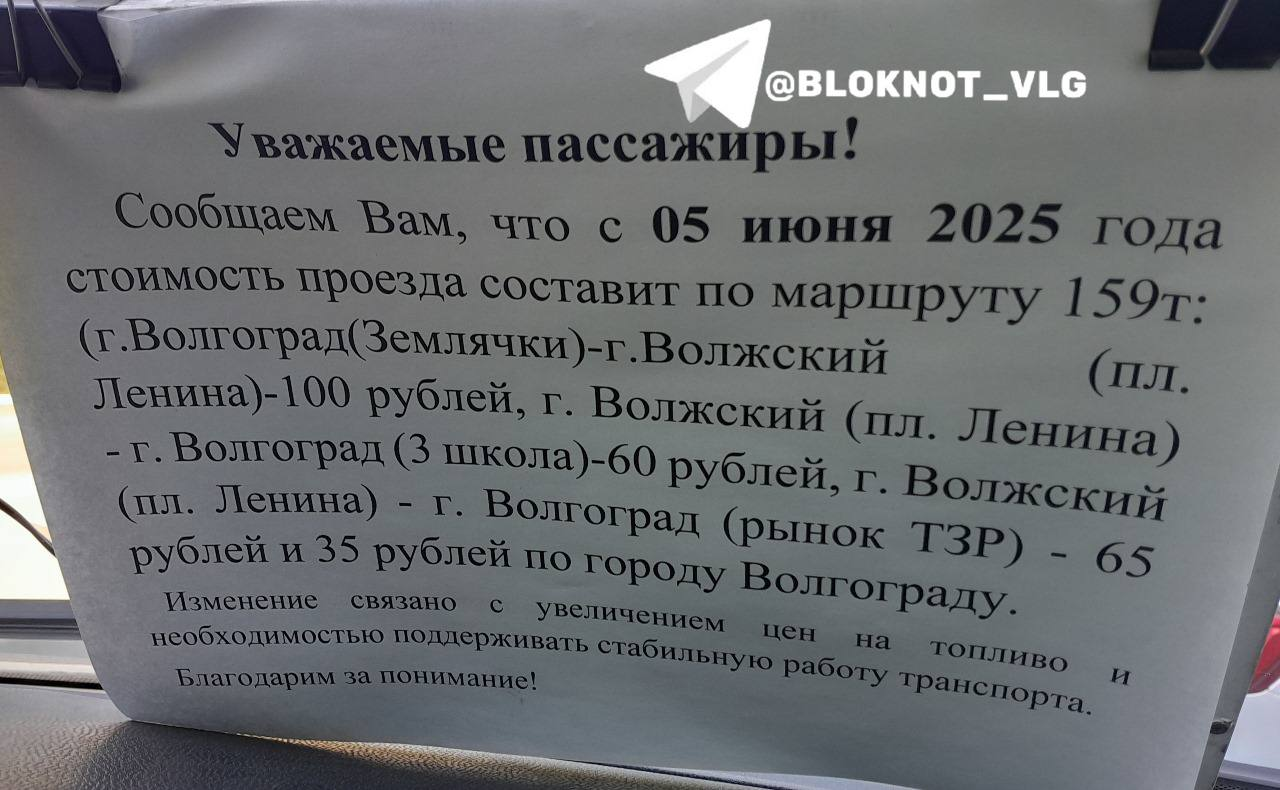 @BLOKNOT_VLG
Уважаемые пассажиры!
Сообщаем Вам, что с 05 июня 2025 года
стоимость проезда составит по маршруту 159т:
(г.Волгоград(Землячки)-г.Волжский (пл.
Ленина)-100 рублей, г. Волжский (пл. Ленина)
- г. Волгоград (3 школа)-60 рублей, г. Волжский
(пл. Ленина) - г. Волгоград (рынок ТЗР) - 65
рублей и 35 рублей по городу Волгограду.
Изменение связано с увеличением цен на топливо и
необходимостью поддерживать стабильную работу транспорта.
Благодарим за понимание!